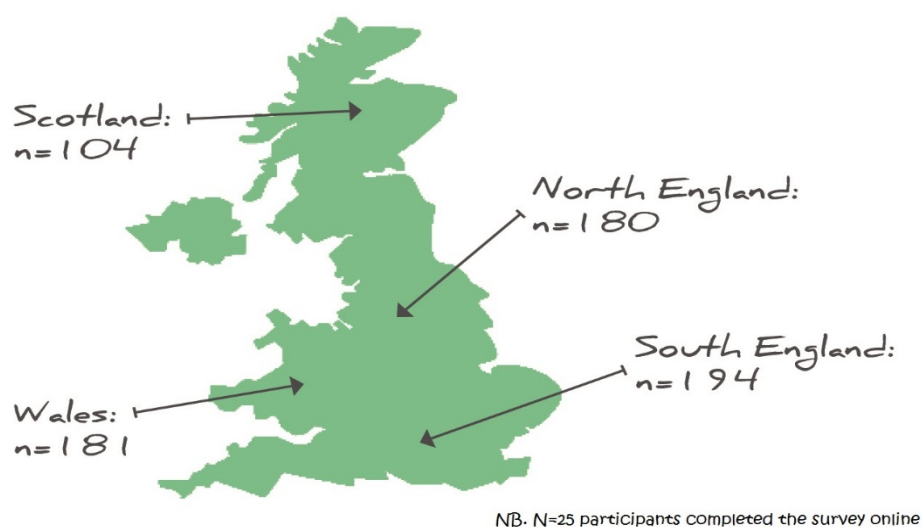 Scotland:
n=104
North England:
n=180
South England:
n=194
Wales:
n=181
NB. N=25 participants completed the survey online